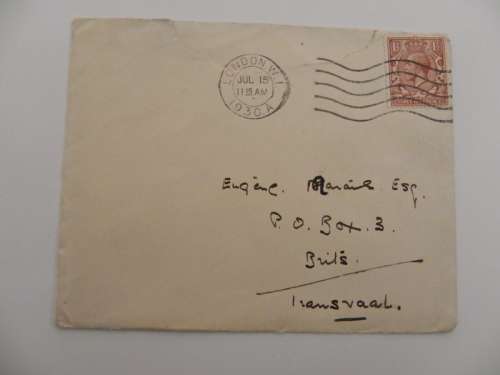 LONDON. W.1
JUL 15
11 15 AM
1930. A
Eugène. Marais Esq.
P. O. Box 3.
Brits.
Transvaal.